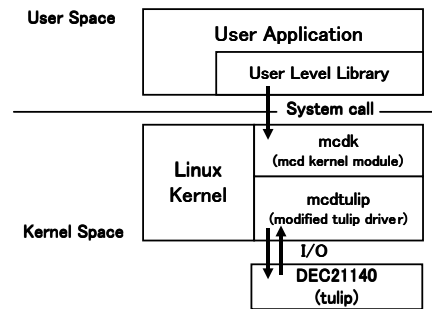 User Space
User Application
User Level Library
System call
Linux
Kernel
mcdk
(mcd kernel module)
mcdtulip
(modified tulip driver)
Kernel Space
I/O
DEC21140
(tulip)